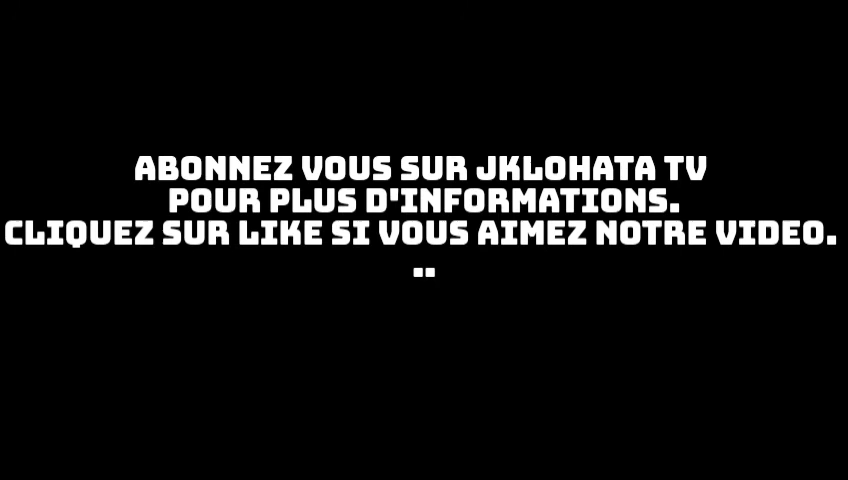 ABONNEZ VOUS SUR JKLOHATA TV
POUR PLUS D'INFORMATIONS.
CLIQUEZ SUR LIKE SI VOUS AIMEZ NOTRE VIDEO.
..